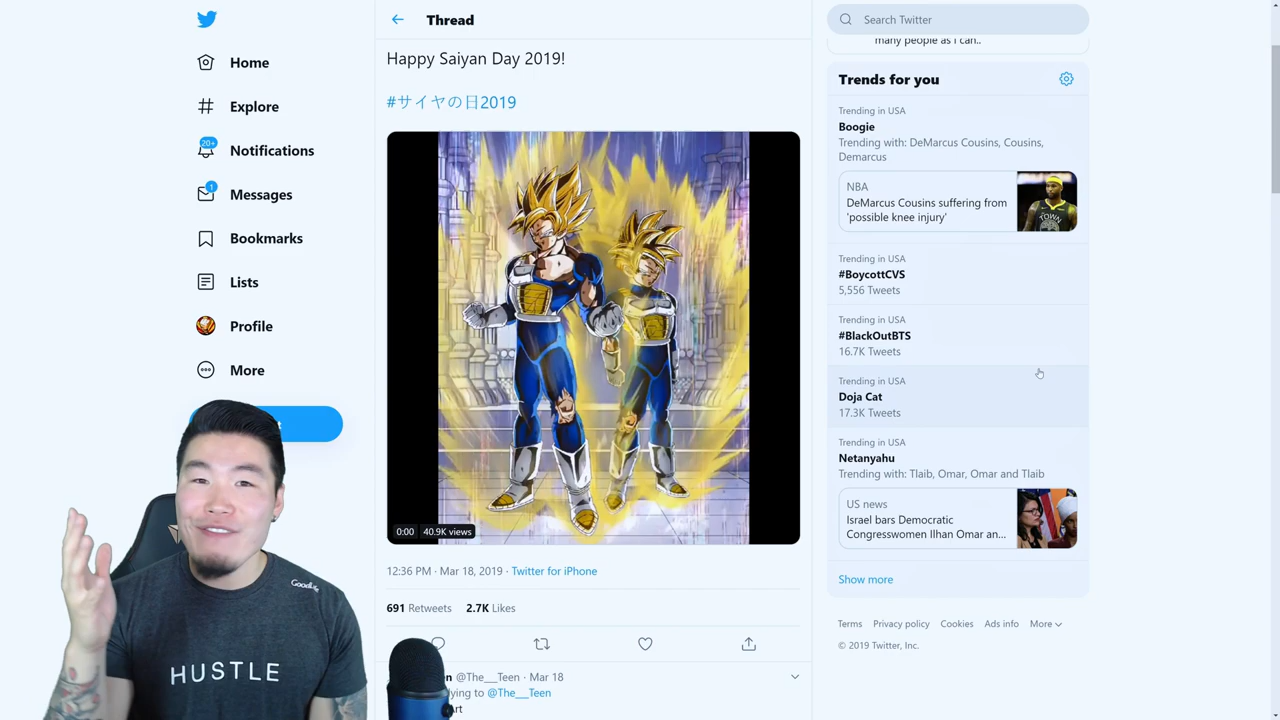 Home
Explore
20+
Notifications
1
Messages
Bookmarks
Lists
Profile
More
HUSTLE
Thread
Happy Saiyan Day 2019!
#サイヤの日2019
0:00
40.9K views
12:36 PM · Mar 18, 2019 · Twitter for iPhone
691 Retweets 2.7K Likes
@The___Teen · Mar 18
@The___Teen
Search Twitter
many people as i can..
Trends for you
Trending in USA
Boogie
Trending with: DeMarcus Cousins, Cousins,
Demarcus
NBA
DeMarcus Cousins suffering from
'possible knee injury'
TOWN
Trending in USA
#BoycottCVS
5,556 Tweets
Trending in USA
#BlackOutBTS
16.7K Tweets
Trending in USA
Doja Cat
17.3K Tweets
Trending in USA
Netanyahu
Trending with: Tlaib, Omar, Omar and Tlaib
US news
Israel bars Democratic
Congresswomen Ilhan Omar an...
Show more
Terms Privacy policy Cookies Ads info More
© 2019 Twitter, Inc.